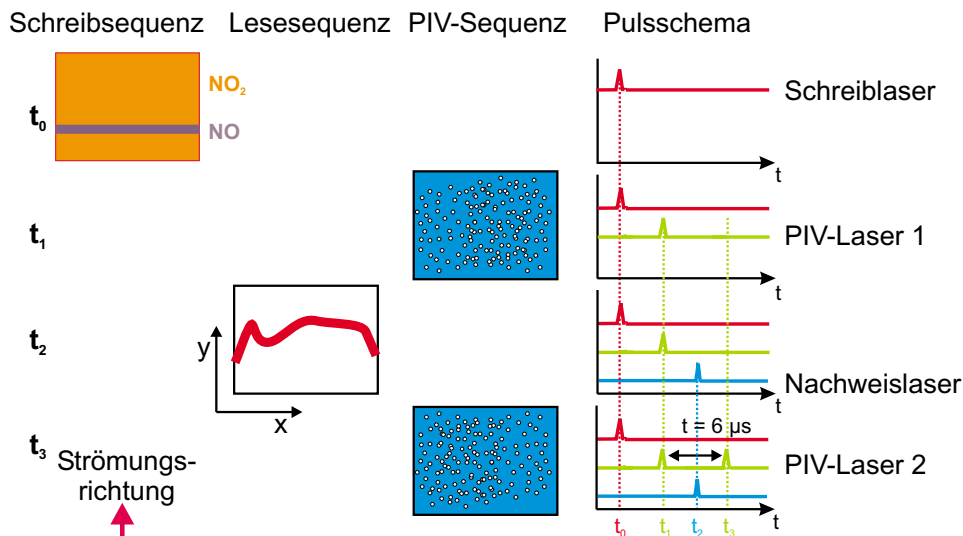 Schreibsequenz Lesesequenz PIV-Sequenz Pulsschema
NO2
t0
NO
Schreiblaser
t
t1
PIV-Laser 1
t
t2
y
x
Nachweislaser
t
t3
t = 6 µs
PIV-Laser 2
t
Strömungs-
richtung
t0 t1 t2 t3